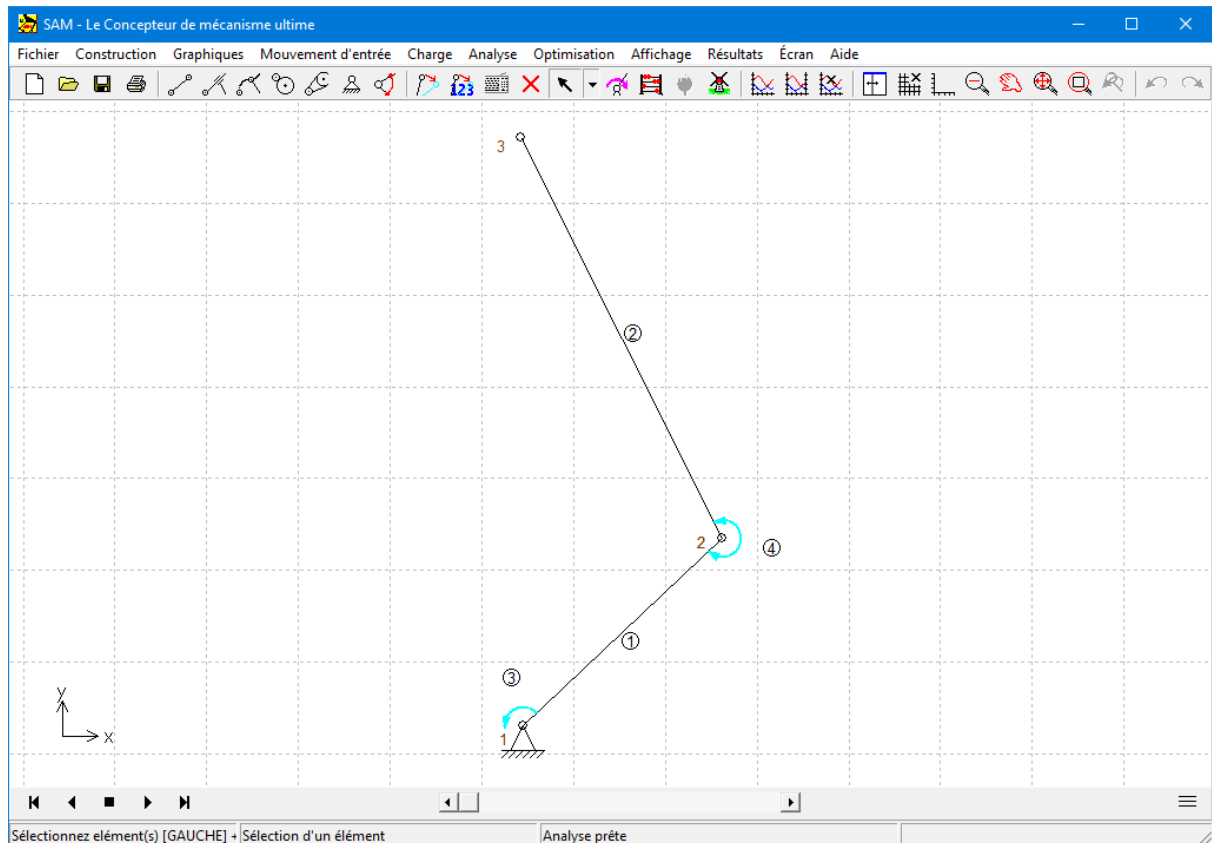 SAM - Le Concepteur de mécanisme ultime
Fichier Construction Graphiques Mouvement d'entrée Charge Analyse Optimisation Affichage Résultats Écran Aide
123
3
②
2
④
①
③
y
x
1
Sélectionnez elément(s) [GAUCHE] + Sélection d'un élément Analyse prête